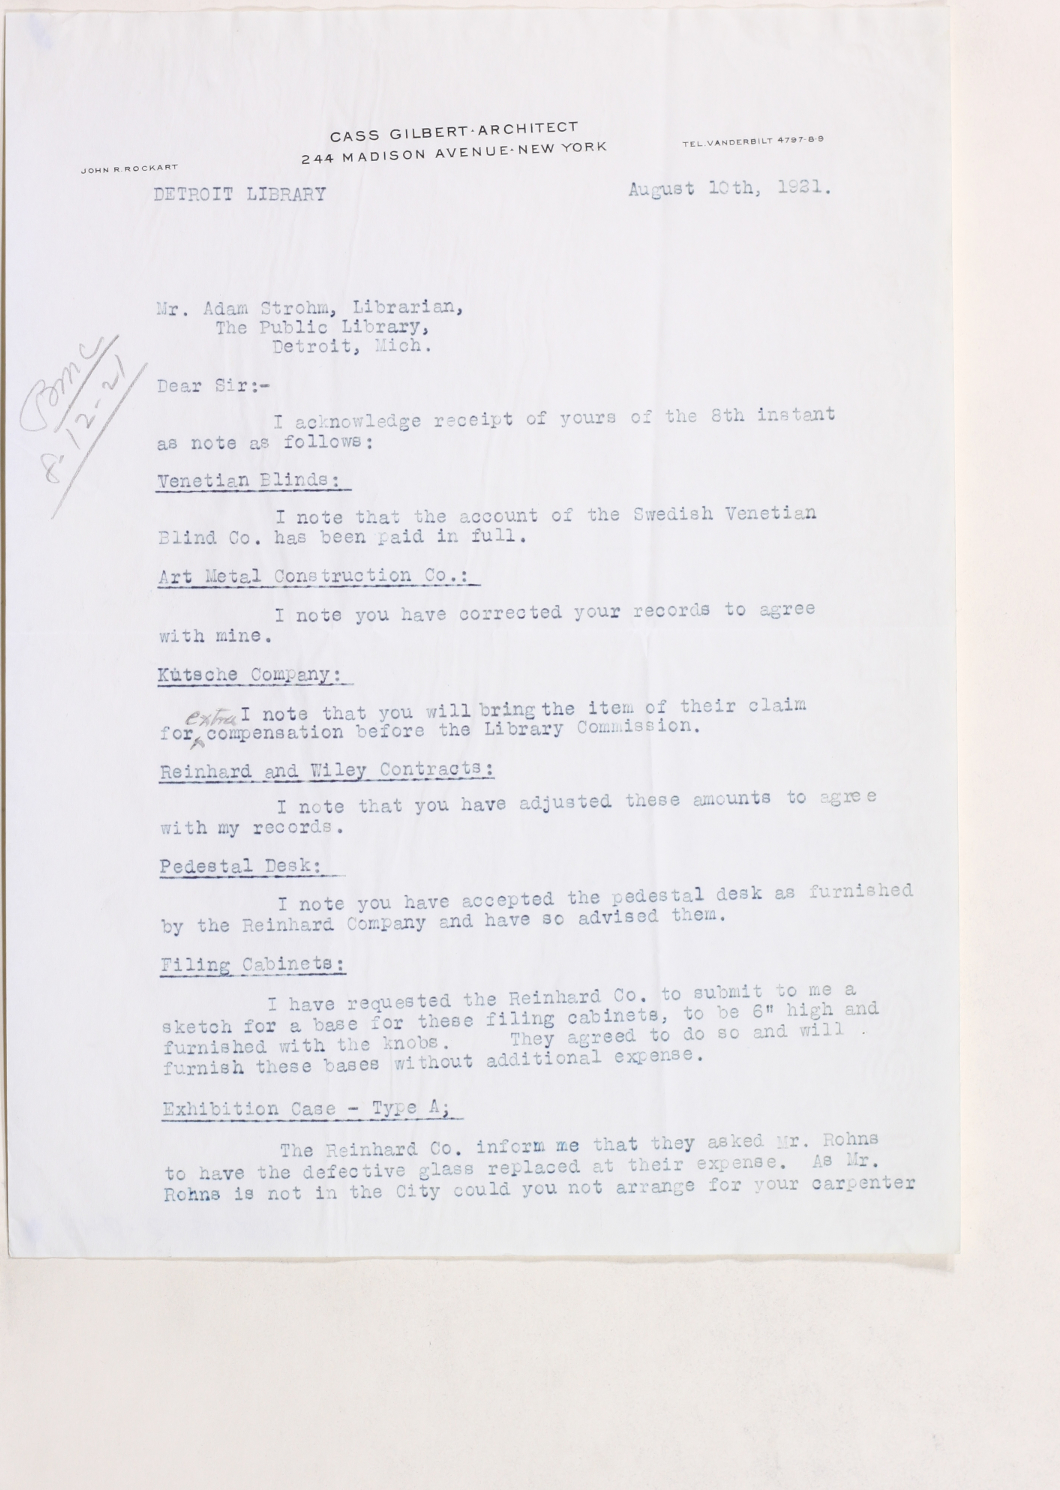 CASS GILBERT·ARCHITECT
244 MADISON AVENUE·NEW YORK
TEL. VANDERBILT 4797-8-9
JOHN R. ROCKART
DETROIT LIBRARY
August 10th, 1921.
Mr. Adam Strohm, Librarian,
The Public Library,
Detroit, Mich.
BMC
8-12-21
Dear Sir:-
I acknowledge receipt of yours of the 8th instant
as note as follows:
Venetian Blinds:
I note that the account of the Swedish Venetian
Blind Co. has been paid in full.
Art Metal Construction Co.:
I note you have corrected your records to agree
with mine.
Kutsche Company:
I note that you will bring the item of their claim
for extra compensation before the Library Commission.
Reinhard and Wiley Contracts:
I note that you have adjusted these amounts to agree
with my records.
Pedestal Desk:
I note you have accepted the pedestal desk as furnished
by the Reinhard Company and have so advised them.
Filing Cabinets:
I have requested the Reinhard Co. to submit to me a
sketch for a base for these filing cabinets, to be 6" high and
furnished with the knobs. They agreed to do so and will
furnish these bases without additional expense.
Exhibition Case - Type A;
The Reinhard Co. inform me that they asked Mr. Rohns
to have the defective glass replaced at their expense. As Mr.
Rohns is not in the City could you not arrange for your carpenter